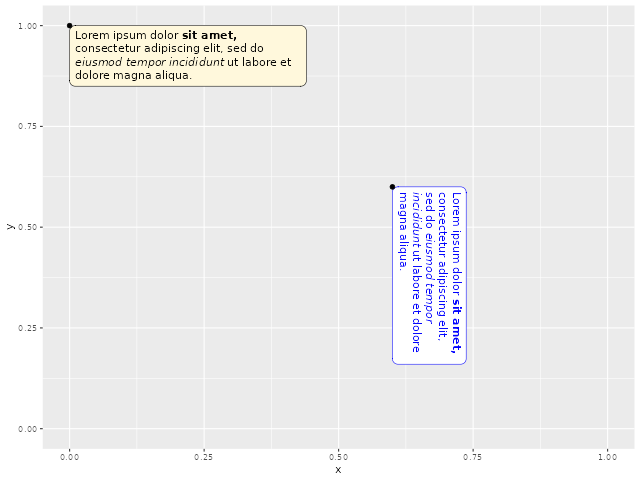 1.00
0.75
0.50
0.25
0.00
y
Lorem ipsum dolor sit amet,
consectetur adipiscing elit, sed do
eiusmod tempor incididunt ut labore et
dolore magna aliqua.
Lorem ipsum dolor sit amet,
consectetur adipiscing elit,
sed do eiusmod tempor
incididunt ut labore et dolore
magna aliqua.
0.00 0.25 0.50 0.75 1.00
x